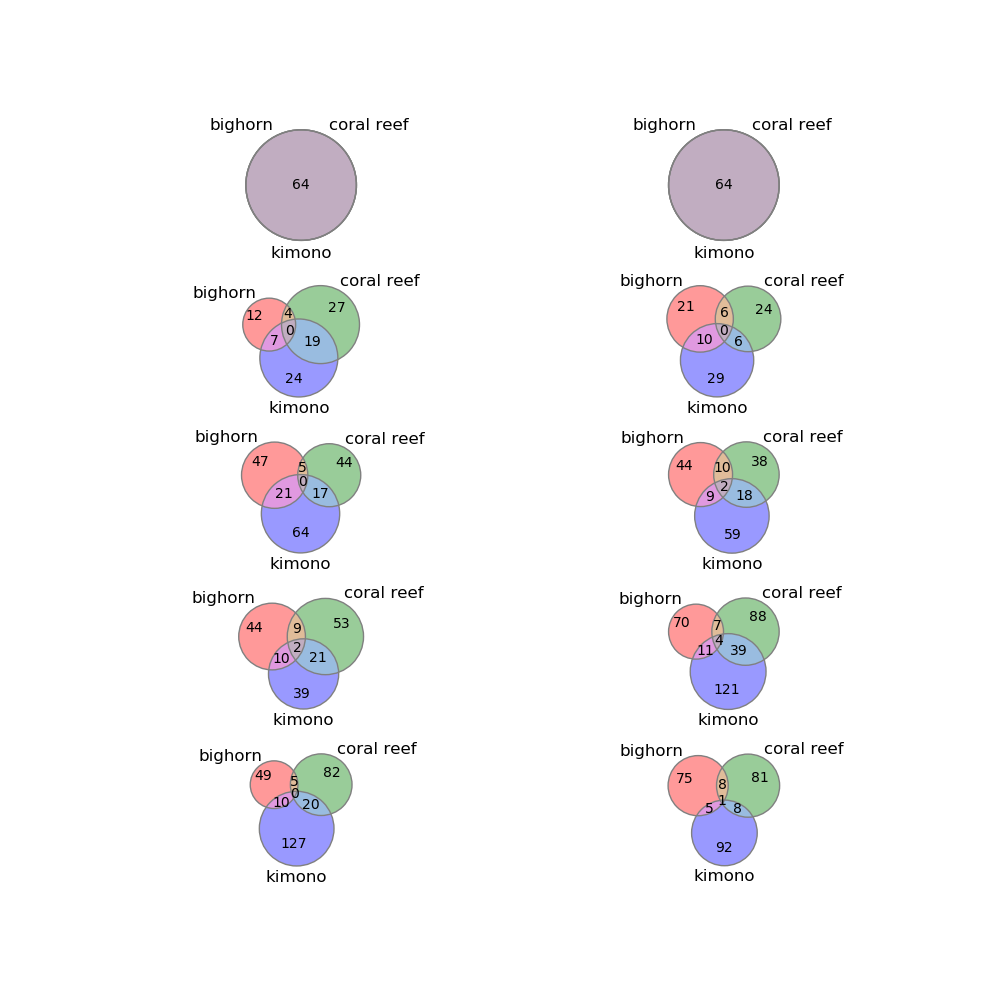 bighorn coral reef
64
kimono
bighorn coral reef
64
kimono
coral reef
bighorn
27
4
12
0
7 19
24
kimono
bighorn coral reef
21 6 24
0
10 6
29
kimono
bighorn coral reef
47 5 44
0
21 17
64
kimono
bighorn coral reef
44 10 38
2
9 18
59
kimono
coral reef
bighorn
44 9 53
2
10 21
39
kimono
coral reef
bighorn
70 7 88
4
11 39
121
kimono
coral reef
bighorn
49 5 82
0
10 20
127
kimono
bighorn coral reef
75 8 81
1
5 8
92
kimono